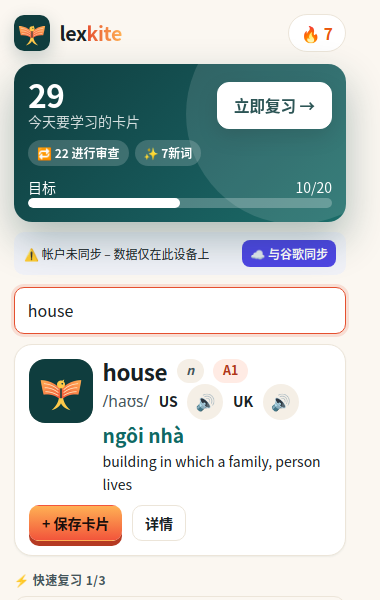 lexkite
🔥 7
29
今天要学习的卡片
立即复习 →
🔁 22 进行审查
✨ 7新词
目标
10/20
⚠️ 帐户未同步 – 数据仅在此设备上
☁️ 与谷歌同步
house
house n A1
/haʊs/ US 🔊 UK 🔊
ngôi nhà
building in which a family, person
lives
+ 保存卡片
详情
⚡ 快速复习 1/3